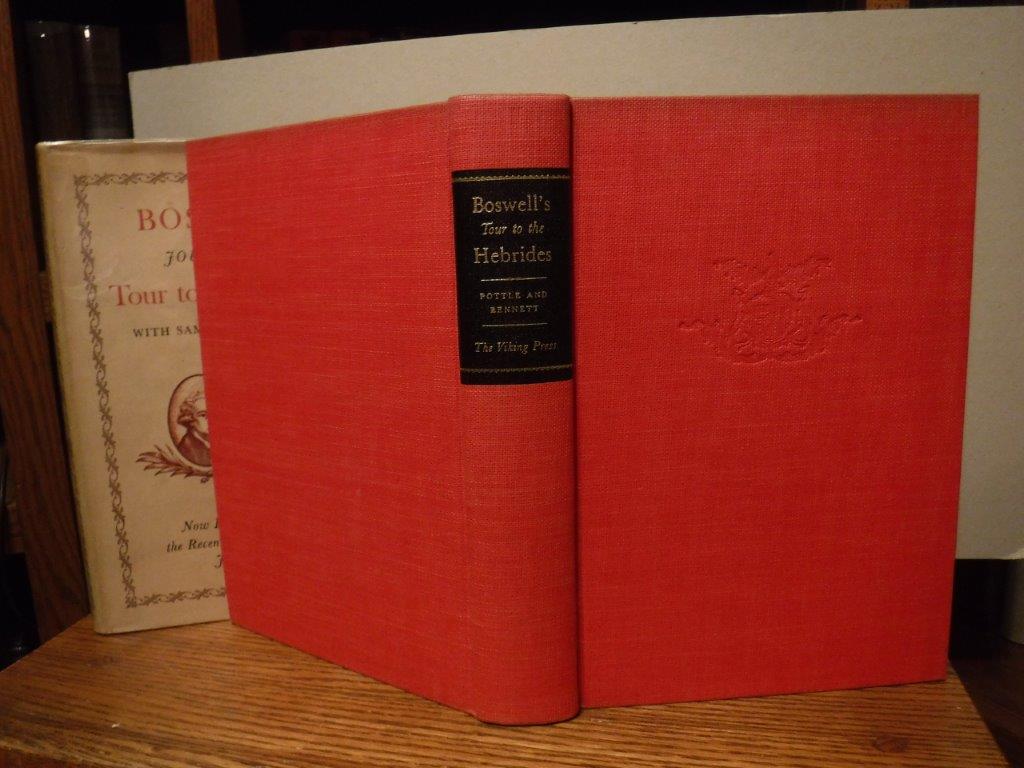 Boswell's
Tour to the
Hebrides
POTTLE AND
BENNETT
The Viking Press
BOS
JOU
Tour to
WITH SAM
Now
the Recen
J